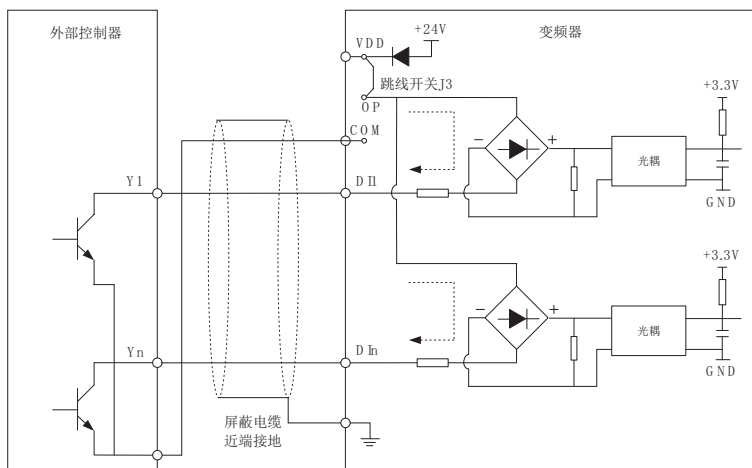 外部控制器
变频器
+24V
VDD
跳线开关J3
OP
COM
+3.3V
光耦
GND
Y1
DI1
+3.3V
光耦
GND
Yn
DIn
屏蔽电缆
近端接地